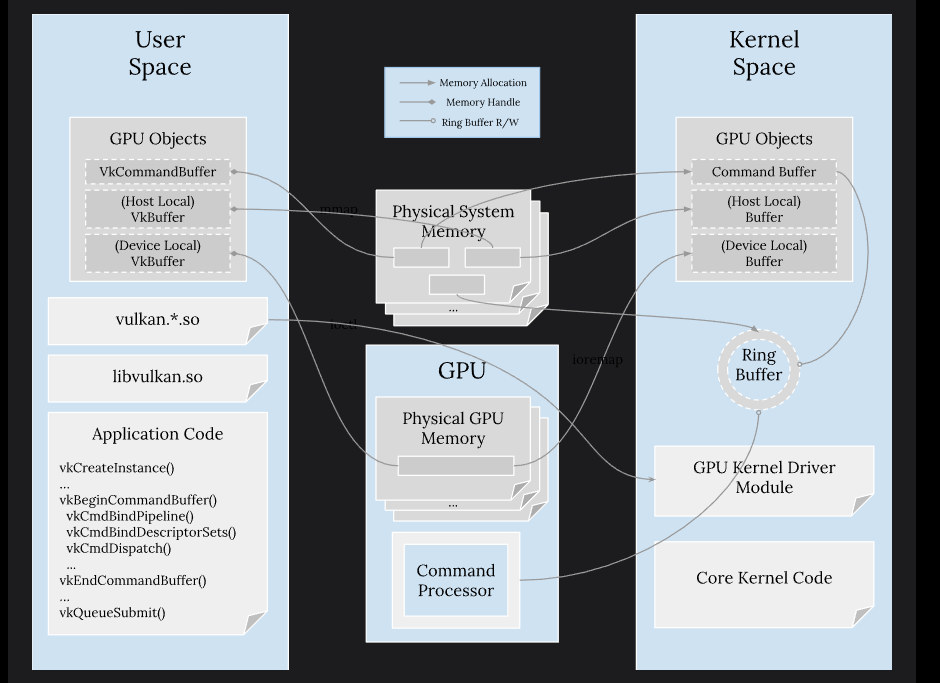 User
Space
GPU Objects
VkCommandBuffer
(Host Local)
VkBuffer
(Device Local)
VkBuffer
vulkan.*.so
libvulkan.so
Application Code
vkCreateInstance()
...
vkBeginCommandBuffer()
vkCmdBindPipeline()
vkCmdBindDescriptorSets()
vkCmdDispatch()
...
vkEndCommandBuffer()
...
vkQueueSubmit()
Memory Allocation
Memory Handle
Ring Buffer R/W
mmap
Physical System
Memory
...
ioctl
ioremap
GPU
Physical GPU
Memory
...
Command
Processor
Kernel
Space
GPU Objects
Command Buffer
(Host Local)
Buffer
(Device Local)
Buffer
Ring
Buffer
GPU Kernel Driver
Module
Core Kernel Code